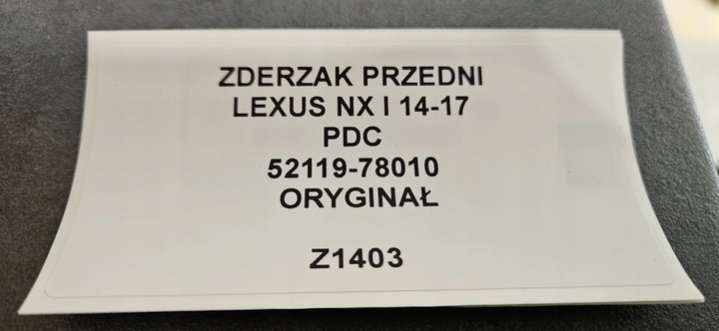 ZDERZAK PRZEDNI
LEXUS NX I 14-17
PDC
52119-78010
ORYGINAŁ
Z1403